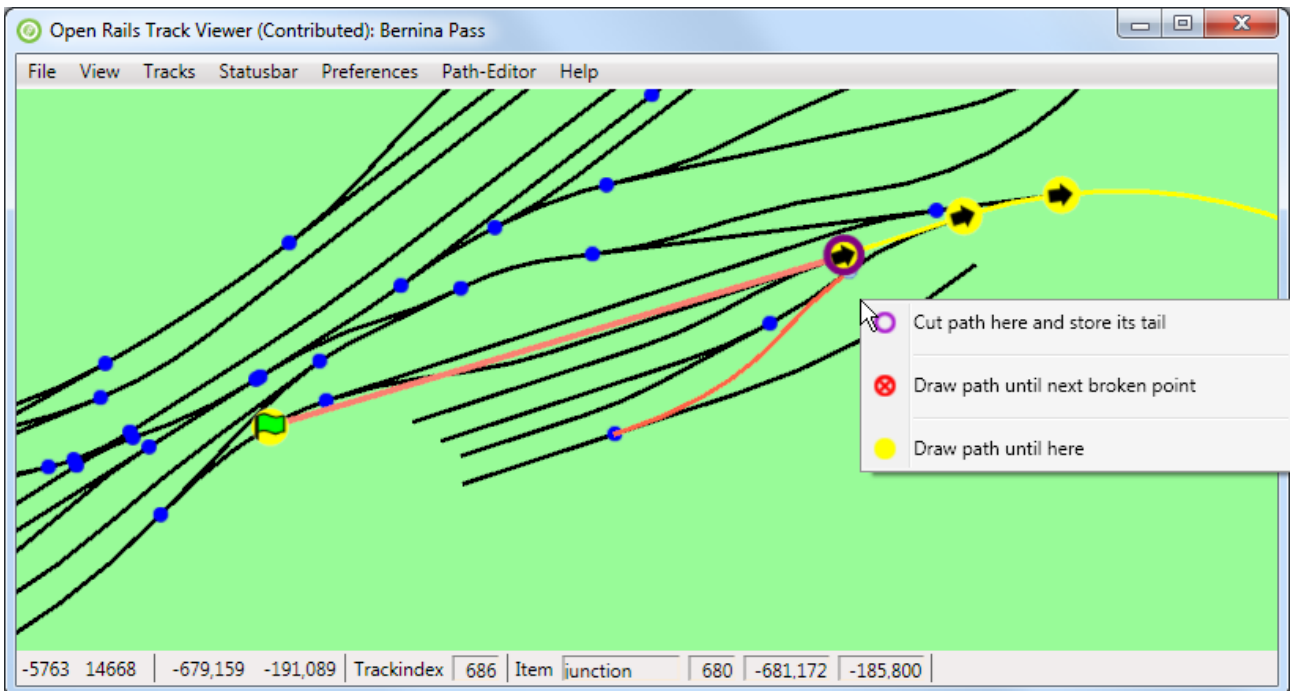 Open Rails Track Viewer (Contributed): Bernina Pass
File View Tracks Statusbar Preferences Path-Editor Help
Cut path here and store its tail
Draw path until next broken point
Draw path until here
-5763 14668 -679,159 -191,089 Trackindex 686 Item junction 680 -681,172 -185,800